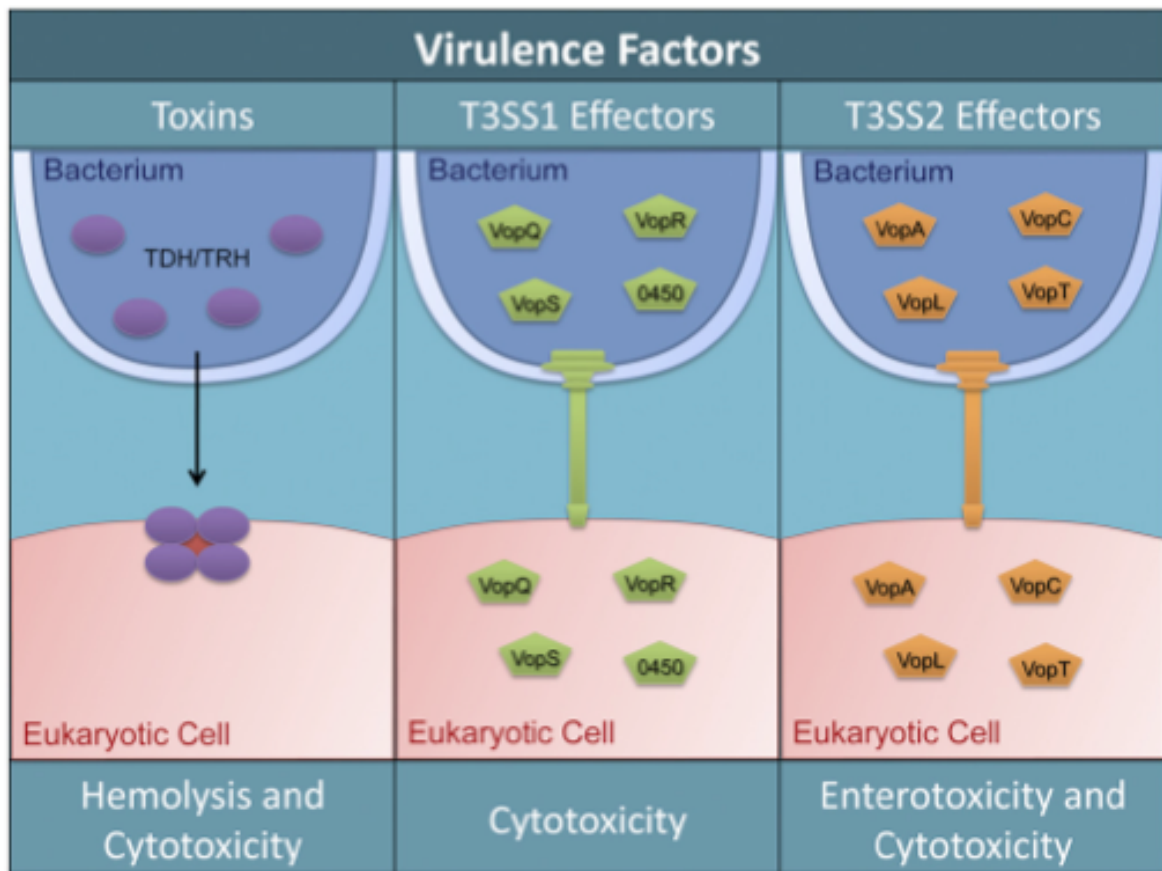 Virulence Factors
Toxins
T3SS1 Effectors
T3SS2 Effectors
Bacterium
TDH/TRH
Eukaryotic Cell
Hemolysis and
Cytotoxicity
Bacterium
VopQ
VopR
VopS
0450
VopQ
VopR
VopS
0450
Eukaryotic Cell
Cytotoxicity
Bacterium
VopA
VopC
VopL
VopT
VopA
VopC
VopL
VopT
Eukaryotic Cell
Enterotoxicity and
Cytotoxicity